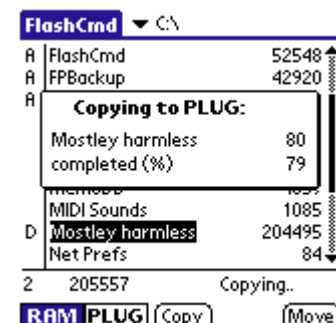 FlashCmd C:\
A FlashCmd 52548
A FPBackup 42920
A
Copying to PLUG:
Mostley harmless 80
completed (%) 79
MIDI Sounds 1085
D Mostley harmless 204495
Net Prefs 84
2 205557 Copying..
RAM PLUG Copy Move